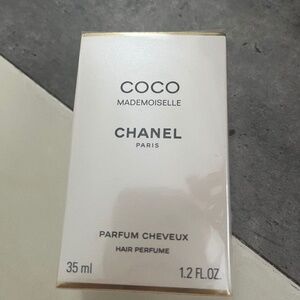 COCO
MADEMOISELLE
CHANEL
PARIS
PARFUM CHEVEUX
HAIR PERFUME
35 ml 1.2 FL.OZ.